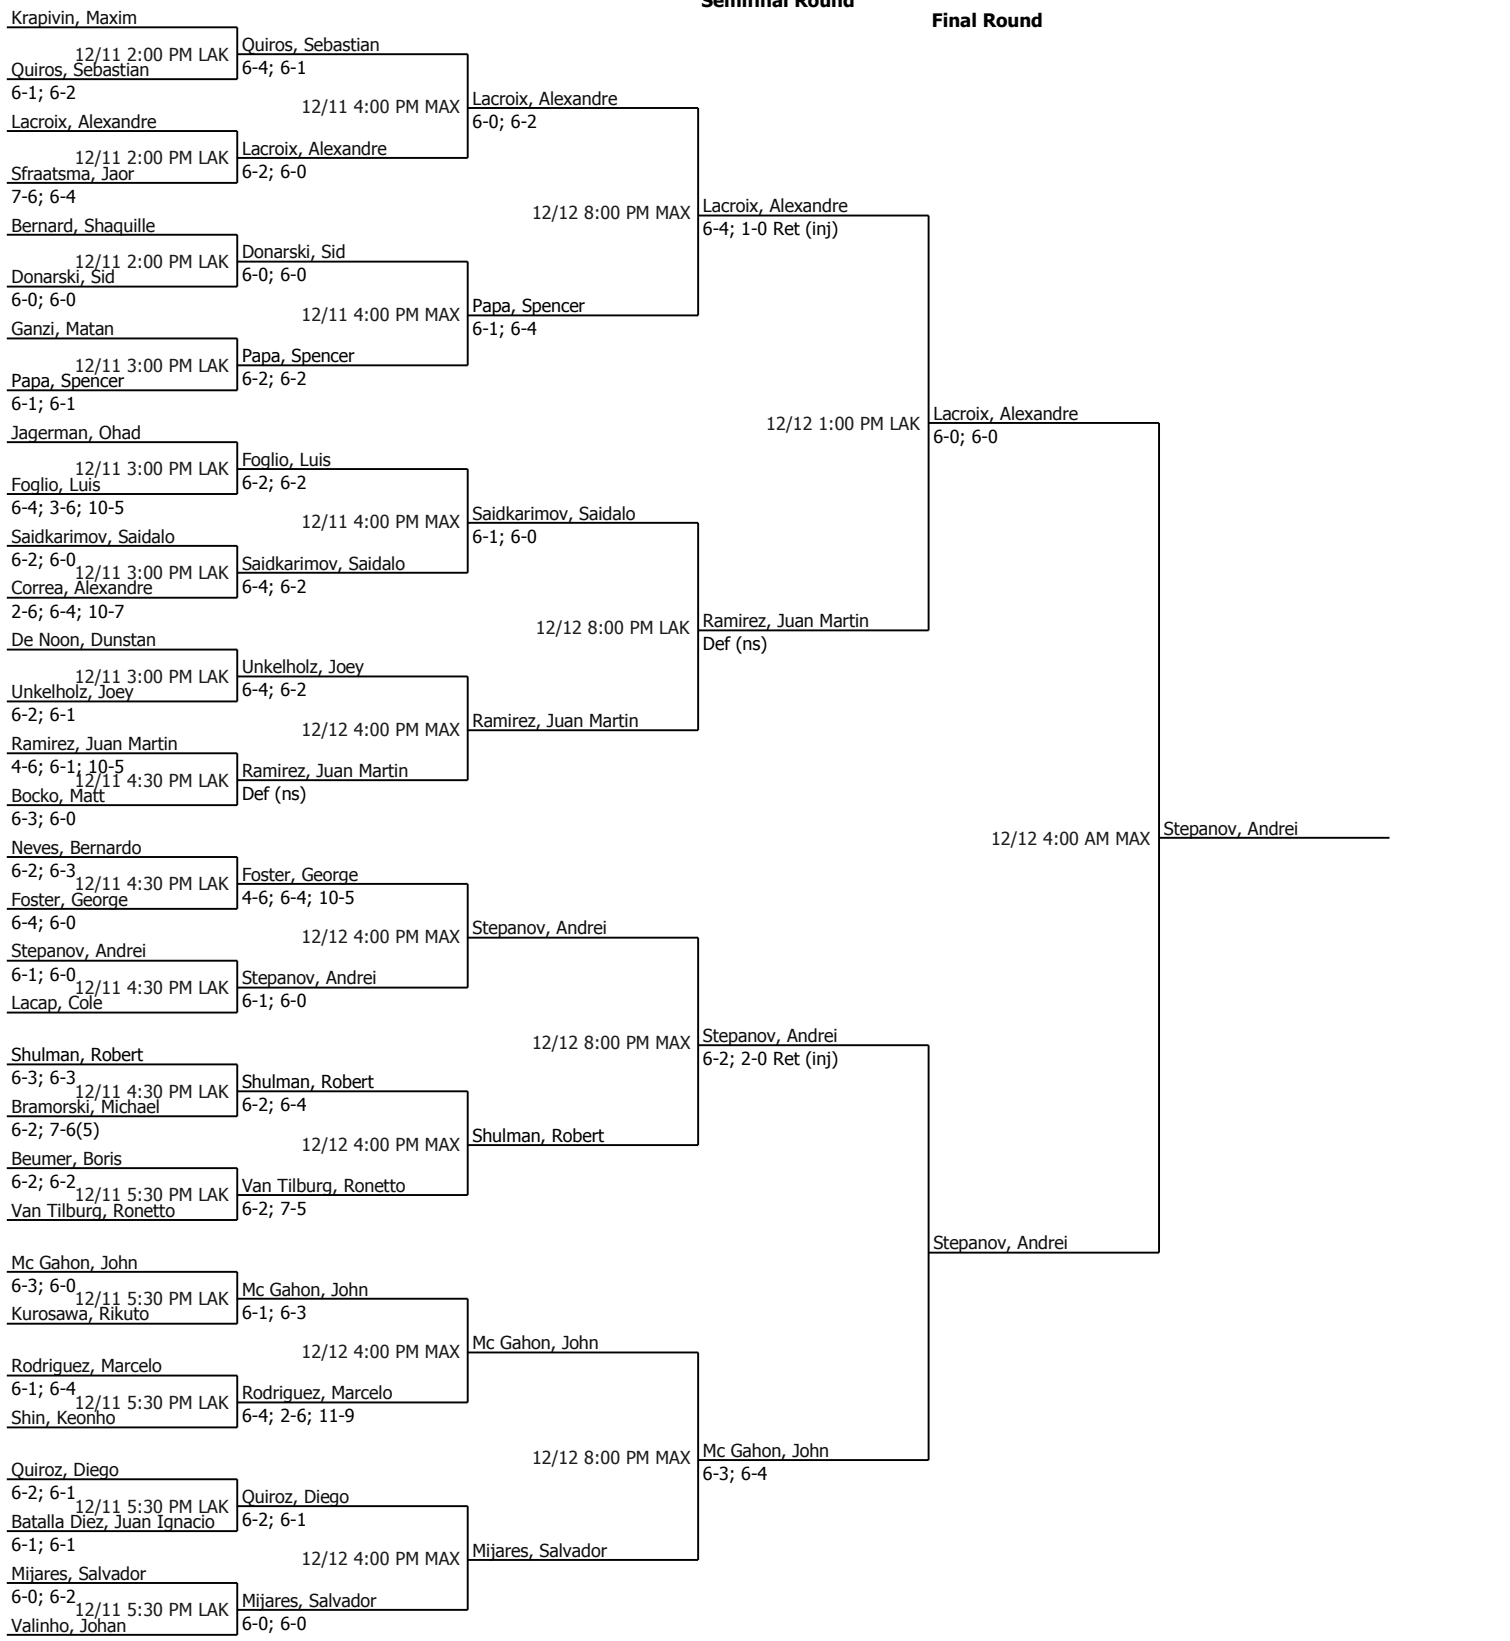 Semifinal Round
Final Round
Krapivin, Maxim
12/11 2:00 PM LAK
Quiros, Sebastian
6-1; 6-2
Lacroix, Alexandre
12/11 2:00 PM LAK
Sfraatsma, Jaor
7-6; 6-4
Bernard, Shaquille
12/11 2:00 PM LAK
Donarski, Sid
6-0; 6-0
Ganzi, Matan
12/11 3:00 PM LAK
Papa, Spencer
6-1; 6-1
Jagerman, Ohad
12/11 3:00 PM LAK
Foglio, Luis
6-4; 3-6; 10-5
Saidkarimov, Saidalo
6-2; 6-0
12/11 3:00 PM LAK
Correa, Alexandre
2-6; 6-4; 10-7
De Noon, Dunstan
12/11 3:00 PM LAK
Unkelholz, Joey
6-2; 6-1
Ramirez, Juan Martin
4-6; 6-1; 10-5
12/11 4:30 PM LAK
Bocko, Matt
6-3; 6-0
Neves, Bernardo
6-2; 6-3
12/11 4:30 PM LAK
Foster, George
6-4; 6-0
Stepanov, Andrei
6-1; 6-0
12/11 4:30 PM LAK
Lacap, Cole
Shulman, Robert
6-3; 6-3
12/11 4:30 PM LAK
Bramorski, Michael
6-2; 7-6(5)
Beumer, Boris
6-2; 6-2
12/11 5:30 PM LAK
Van Tilburg, Ronetto
Mc Gahon, John
6-3; 6-0
12/11 5:30 PM LAK
Kurosawa, Rikuto
Rodriguez, Marcelo
6-1; 6-4
12/11 5:30 PM LAK
Shin, Keonho
Quiroz, Diego
6-2; 6-1
12/11 5:30 PM LAK
Batalla Diez, Juan Ignacio
6-1; 6-1
Mijares, Salvador
6-0; 6-2
12/11 5:30 PM LAK
Valinho, Johan
Quiros, Sebastian
6-4; 6-1
12/11 4:00 PM MAX
Lacroix, Alexandre
6-2; 6-0
Donarski, Sid
6-0; 6-0
12/11 4:00 PM MAX
Papa, Spencer
6-2; 6-2
Foglio, Luis
6-2; 6-2
12/11 4:00 PM MAX
Saidkarimov, Saidalo
6-4; 6-2
Unkelholz, Joey
6-4; 6-2
12/12 4:00 PM MAX
Ramirez, Juan Martin
Def (ns)
Foster, George
4-6; 6-4; 10-5
12/12 4:00 PM MAX
Stepanov, Andrei
6-1; 6-0
Shulman, Robert
6-2; 6-4
12/12 4:00 PM MAX
Van Tilburg, Ronetto
6-2; 7-5
Mc Gahon, John
6-1; 6-3
12/12 4:00 PM MAX
Rodriguez, Marcelo
6-4; 2-6; 11-9
Quiroz, Diego
6-2; 6-1
12/12 4:00 PM MAX
Mijares, Salvador
6-0; 6-0
Lacroix, Alexandre
6-0; 6-2
12/12 8:00 PM MAX
Papa, Spencer
6-1; 6-4
Saidkarimov, Saidalo
6-1; 6-0
12/12 8:00 PM LAK
Ramirez, Juan Martin
Stepanov, Andrei
12/12 8:00 PM MAX
Shulman, Robert
Mc Gahon, John
12/12 8:00 PM MAX
Mijares, Salvador
Lacroix, Alexandre
6-4; 1-0 Ret (inj)
12/12 1:00 PM LAK
Ramirez, Juan Martin
Def (ns)
Stepanov, Andrei
6-2; 2-0 Ret (inj)
Mc Gahon, John
6-3; 6-4
Lacroix, Alexandre
6-0; 6-0
12/12 4:00 AM MAX
Stepanov, Andrei
Stepanov, Andrei